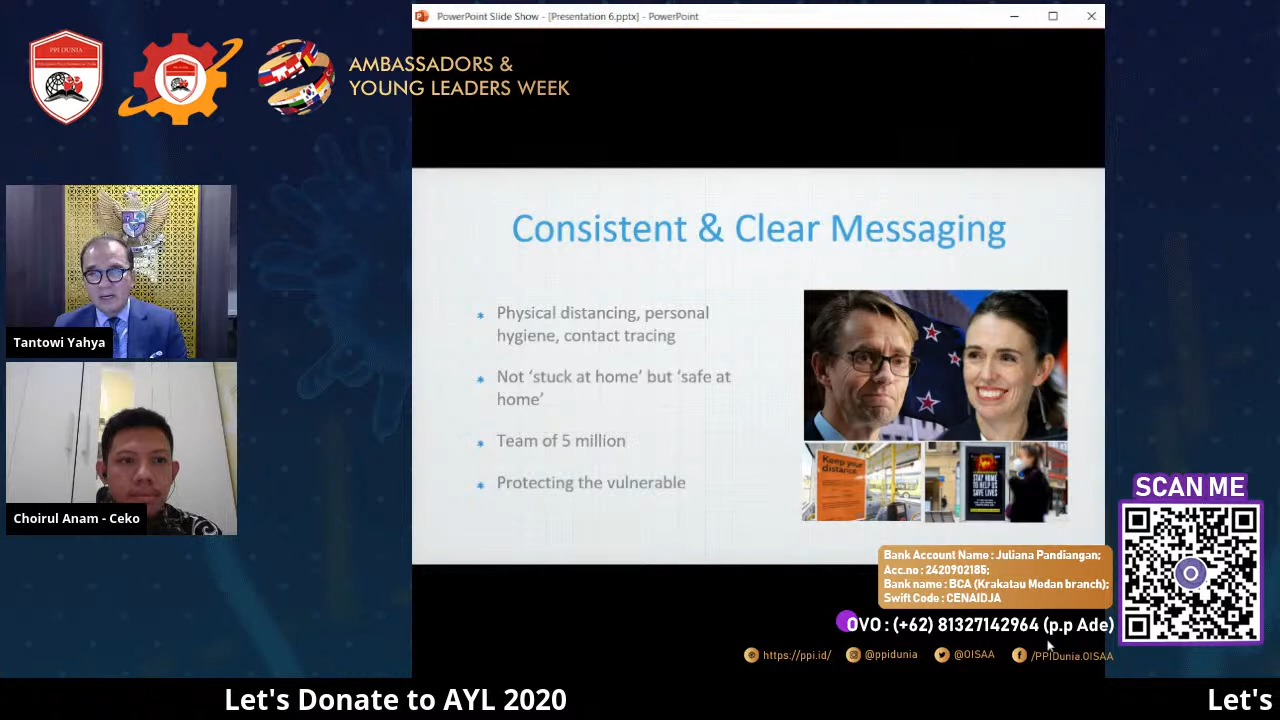 PowerPoint Slide Show - [Presentation 6.pptx] - PowerPoint
PPI DUNIA
AMBASSADORS &
YOUNG LEADERS WEEK
Consistent & Clear Messaging
Physical distancing, personal
hygiene, contact tracing
Not ‘stuck at home’ but ‘safe at
home’
Team of 5 million
Protecting the vulnerable
Keep your
distance.
STAY HOME
TO HELP US
SAVE LIVES
Tantowi Yahya
Choirul Anam - Ceko
SCAN ME
Bank Account Name : Juliana Pandiangan;
Acc.no : 2420902185;
Bank name : BCA (Krakatau Medan branch);
Swift Code : CENAIDJA
OVO : (+62) 81327142964 (p.p Ade)
https://ppi.id/
@ppidunia
@OISAA
/PPIDunia.OISAA
Let's Donate to AYL 2020
Let's